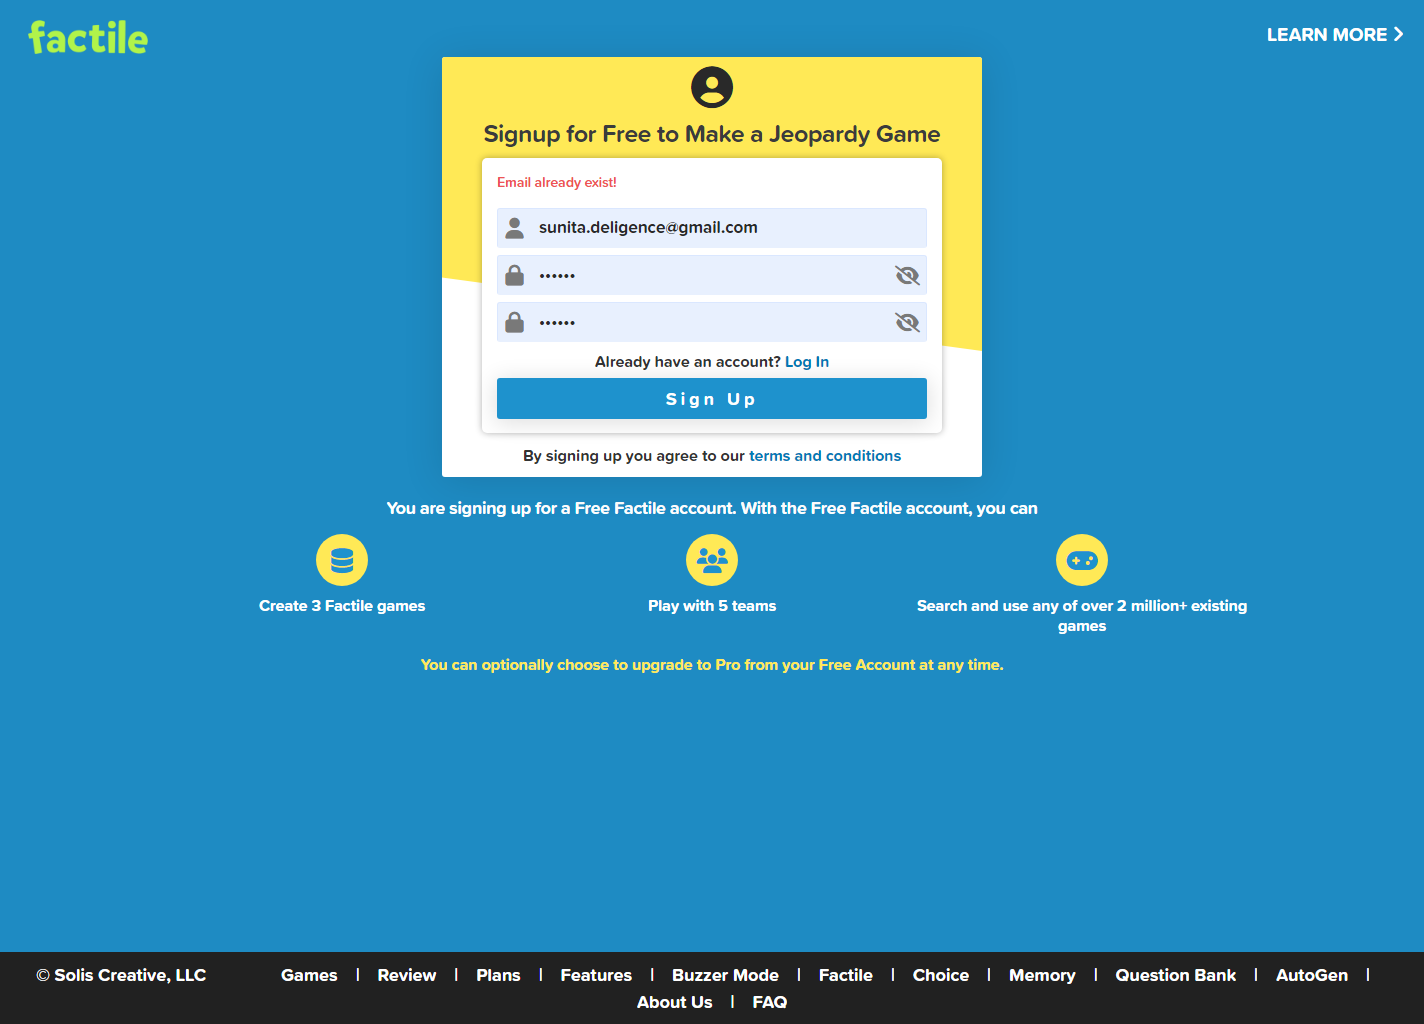 factile
LEARN MORE
Signup for Free to Make a Jeopardy Game
Email already exist!
sunita.deligence@gmail.com
••••••
••••••
Already have an account? Log In
Sign Up
By signing up you agree to our terms and conditions
You are signing up for a Free Factile account. With the Free Factile account, you can
Create 3 Factile games
Play with 5 teams
Search and use any of over 2 million+ existing
games
You can optionally choose to upgrade to Pro from your Free Account at any time.
© Solis Creative, LLC
Games | Review | Plans | Features | Buzzer Mode | Factile | Choice | Memory | Question Bank | AutoGen |
About Us | FAQ